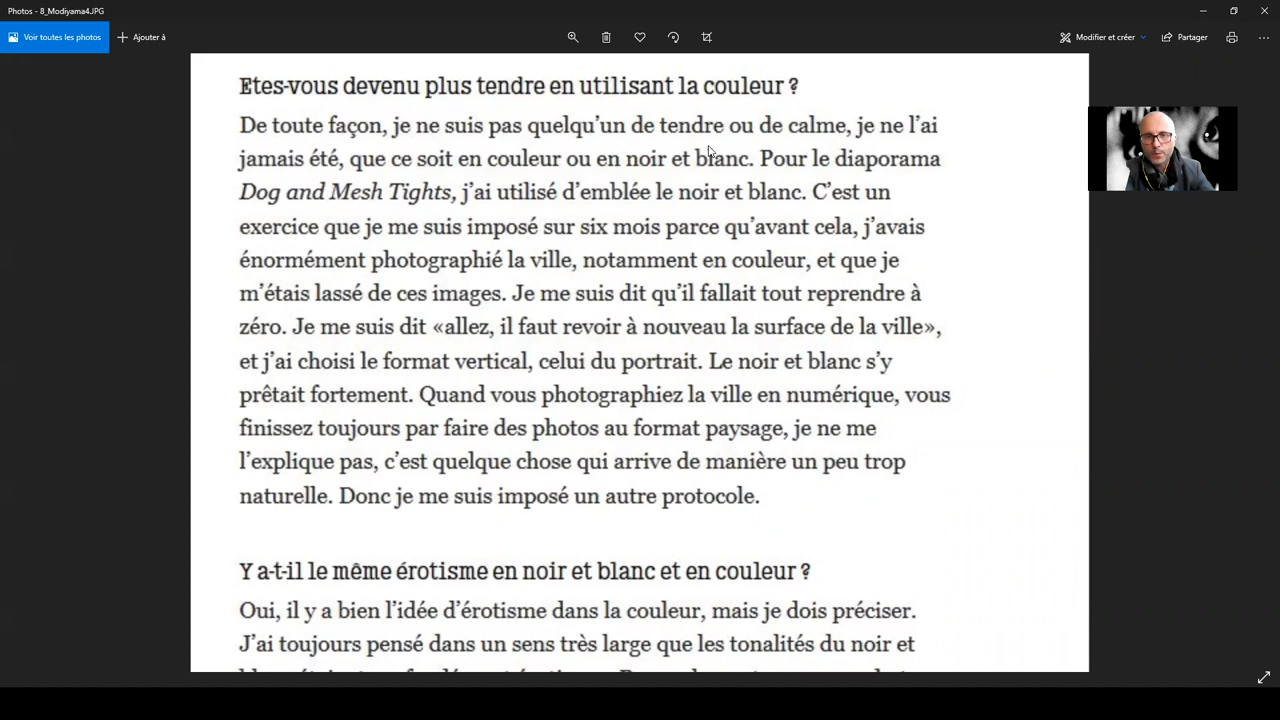 Photos - 8_Modiyama4.JPG
Voir toutes les photos
Ajouter à
Modifier et créer
Partager
Etes-vous devenu plus tendre en utilisant la couleur ?
De toute façon, je ne suis pas quelqu’un de tendre ou de calme, je ne l’ai
jamais été, que ce soit en couleur ou en noir et blanc. Pour le diaporama
Dog and Mesh Tights, j’ai utilisé d’emblée le noir et blanc. C’est un
exercice que je me suis imposé sur six mois parce qu’avant cela, j’avais
énormément photographié la ville, notamment en couleur, et que je
m’étais lassé de ces images. Je me suis dit qu’il fallait tout reprendre à
zéro. Je me suis dit «allez, il faut revoir à nouveau la surface de la ville»,
et j’ai choisi le format vertical, celui du portrait. Le noir et blanc s’y
prêtait fortement. Quand vous photographiez la ville en numérique, vous
finissez toujours par faire des photos au format paysage, je ne me
l’explique pas, c’est quelque chose qui arrive de manière un peu trop
naturelle. Donc je me suis imposé un autre protocole.
Y a-t-il le même érotisme en noir et blanc et en couleur ?
Oui, il y a bien l’idée d’érotisme dans la couleur, mais je dois préciser.
J’ai toujours pensé dans un sens très large que les tonalités du noir et